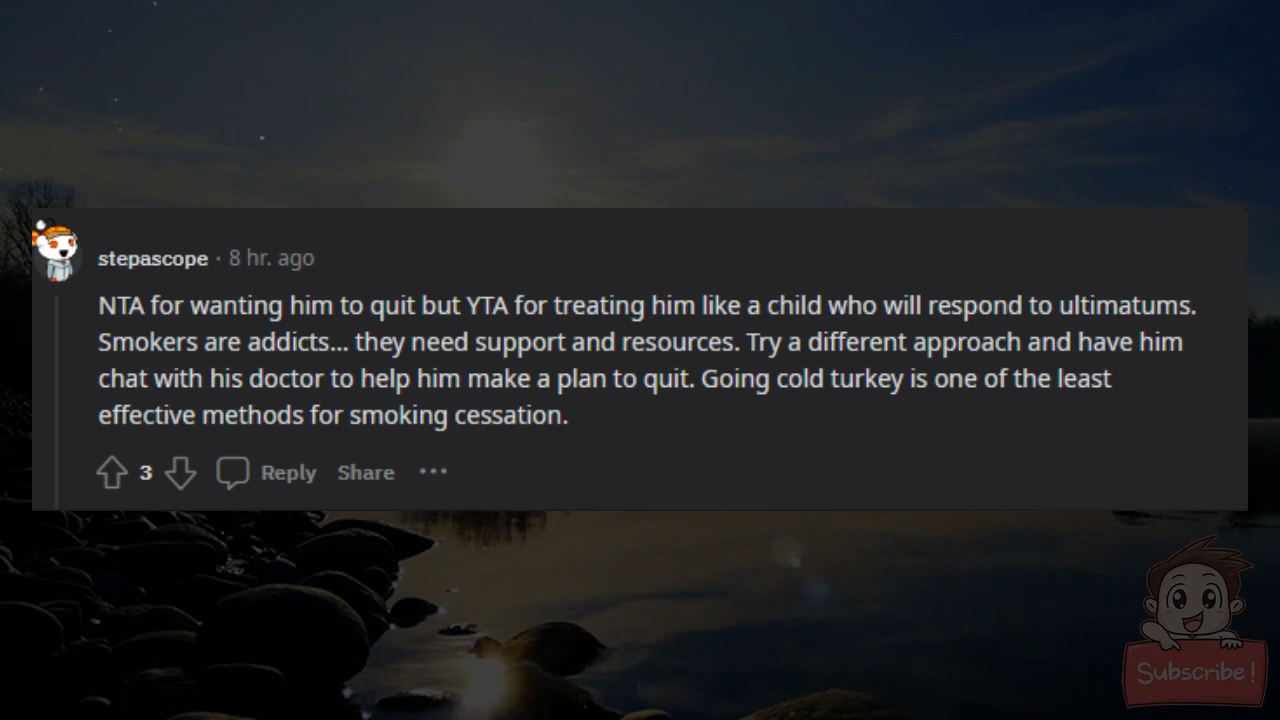 stepascope · 8 hr. ago
NTA for wanting him to quit but YTA for treating him like a child who will respond to ultimatums.
Smokers are addicts... they need support and resources. Try a different approach and have him
chat with his doctor to help him make a plan to quit. Going cold turkey is one of the least
effective methods for smoking cessation.
3 Reply Share ...
Subscribe!